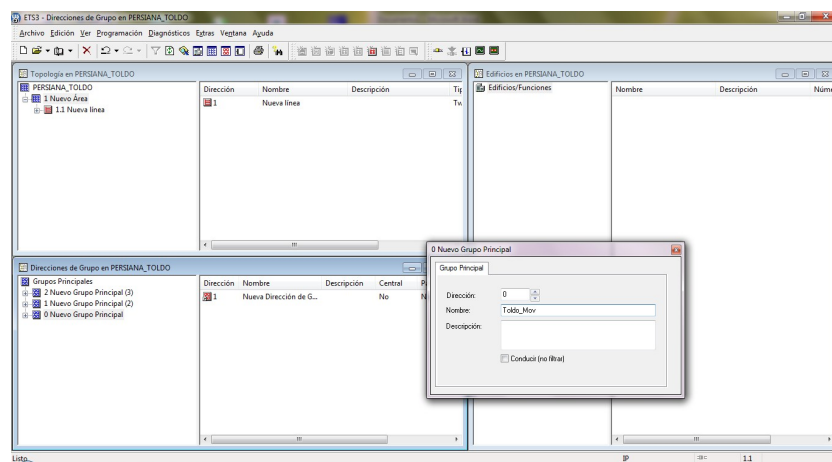 ETS3 - Direcciones de Grupo en PERSIANA_TOLDO
Archivo Edición Ver Programación Diagnósticos Extras Ventana Ayuda
Topología en PERSIANA_TOLDO
PERSIANA_TOLDO
1 Nuevo Área
1.1 Nueva línea
Dirección Nombre Descripción Tip
1 Nueva línea Tw
Edificios en PERSIANA_TOLDO
Edificios/Funciones
Nombre Descripción Núme
Direcciones de Grupo en PERSIANA_TOLDO
Grupos Principales
2 Nuevo Grupo Principal (3)
1 Nuevo Grupo Principal (2)
0 Nuevo Grupo Principal
Dirección Nombre Descripción Central
1 Nueva Dirección de G... No
0 Nuevo Grupo Principal
Grupo Principal
Dirección: 0
Nombre: Toldo_Mov
Descripción:
Conducir (no filtrar)
Listo...
IP 1.1